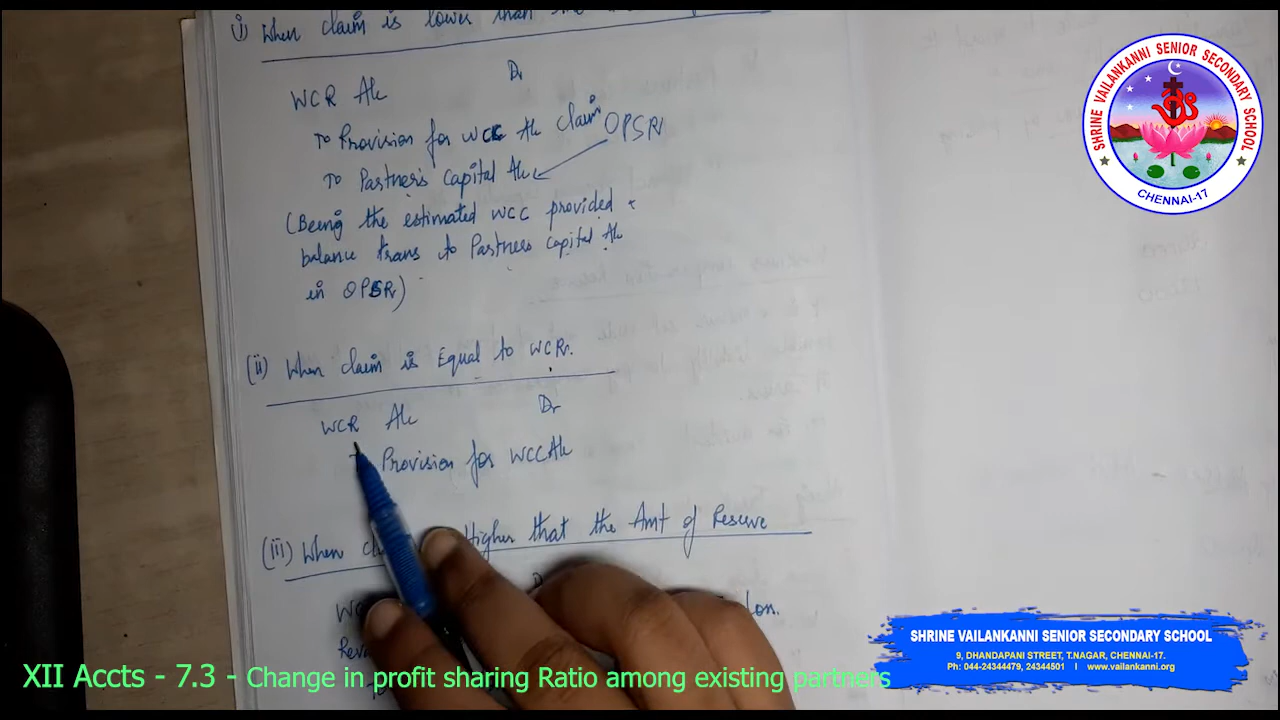 i) When claim is lower than the
WCR A/c Dr
To Provision for WCC A/c claim
OPSR
To Partner's Capital A/c
(Being the estimated WCC provided &
balance trans to Partners Capital A/c
in OPSR)
(ii) When claim is Equal to WCR.
WCR A/c Dr
Provision for WCC A/c
(iii) When Higher that the Amt of Reserve
SHRINE VAILANKANNI SENIOR SECONDARY SCHOOL
CHENNAI-17
SHRINE VAILANKANNI SENIOR SECONDARY SCHOOL
9, DHANDAPANI STREET, T.NAGAR, CHENNAI-17.
Ph: 044-24344479, 24344501 I www.vailankanni.org
XII Accts - 7.3 - Change in profit sharing Ratio among existing partners